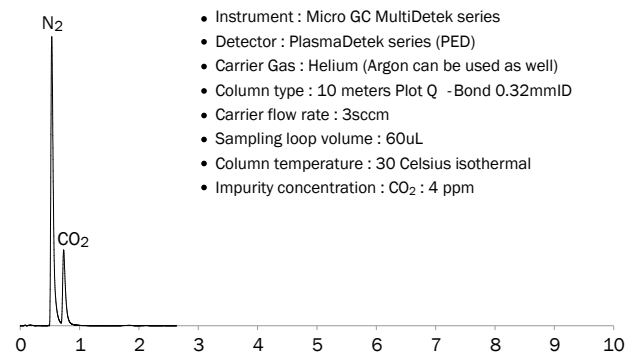 N2
• Instrument : Micro GC MultiDetek series
• Detector : PlasmaDetek series (PED)
• Carrier Gas : Helium (Argon can be used as well)
• Column type : 10 meters Plot Q -Bond 0.32mmID
• Carrier flow rate : 3sccm
• Sampling loop volume : 60uL
• Column temperature : 30 Celsius isothermal
• Impurity concentration : CO2 : 4 ppm
CO2
0 1 2 3 4 5 6 7 8 9 10